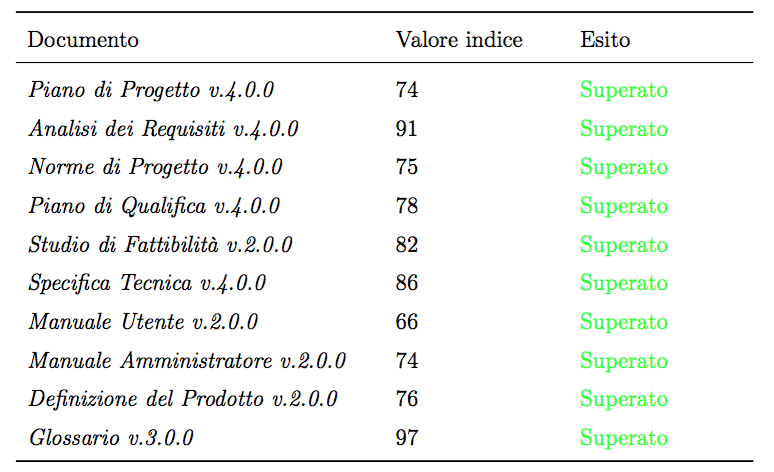 Documento Valore indice Esito
Piano di Progetto v.4.0.0 74 Superato
Analisi dei Requisiti v.4.0.0 91 Superato
Norme di Progetto v.4.0.0 75 Superato
Piano di Qualifica v.4.0.0 78 Superato
Studio di Fattibilità v.2.0.0 82 Superato
Specifica Tecnica v.4.0.0 86 Superato
Manuale Utente v.2.0.0 66 Superato
Manuale Amministratore v.2.0.0 74 Superato
Definizione del Prodotto v.2.0.0 76 Superato
Glossario v.3.0.0 97 Superato